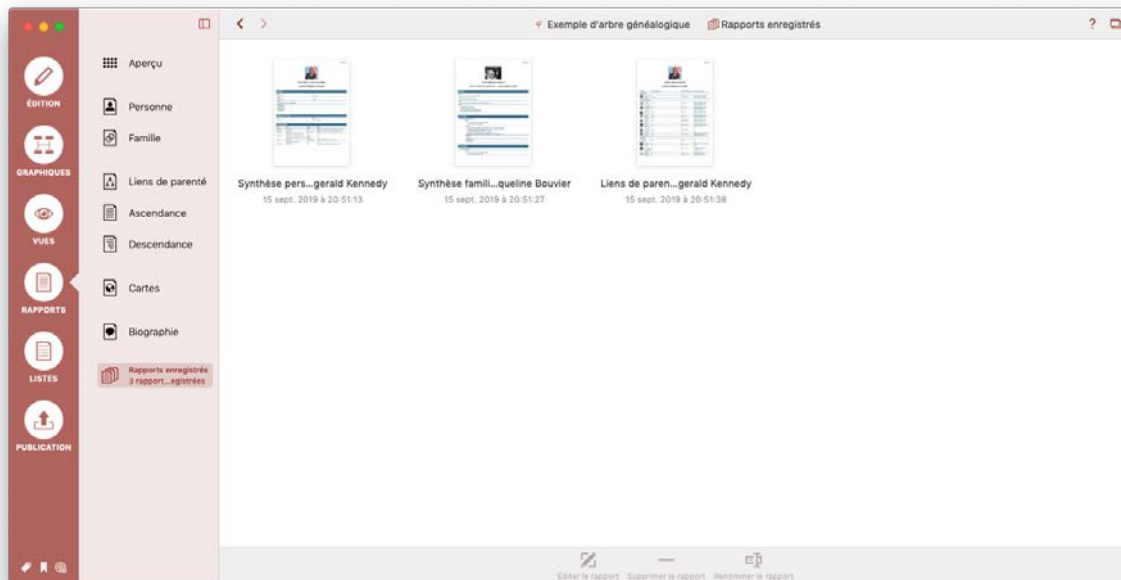 Exemple d'arbre généalogique Rapports enregistrés ?
ÉDITION
GRAPHIQUES
VUES
RAPPORTS
LISTES
PUBLICATION
Aperçu
Personne
Famille
Liens de parenté
Ascendance
Descendance
Cartes
Biographie
Rapports enregistrés
3 rapport...egistrées
Synthèse pers...gerald Kennedy
15 sept. 2019 à 20:51:13
Synthèse famili...queline Bouvier
15 sept. 2019 à 20:51:27
Liens de paren...gerald Kennedy
15 sept. 2019 à 20:51:38
Éditer le rapport Supprimer le rapport Renommer le rapport